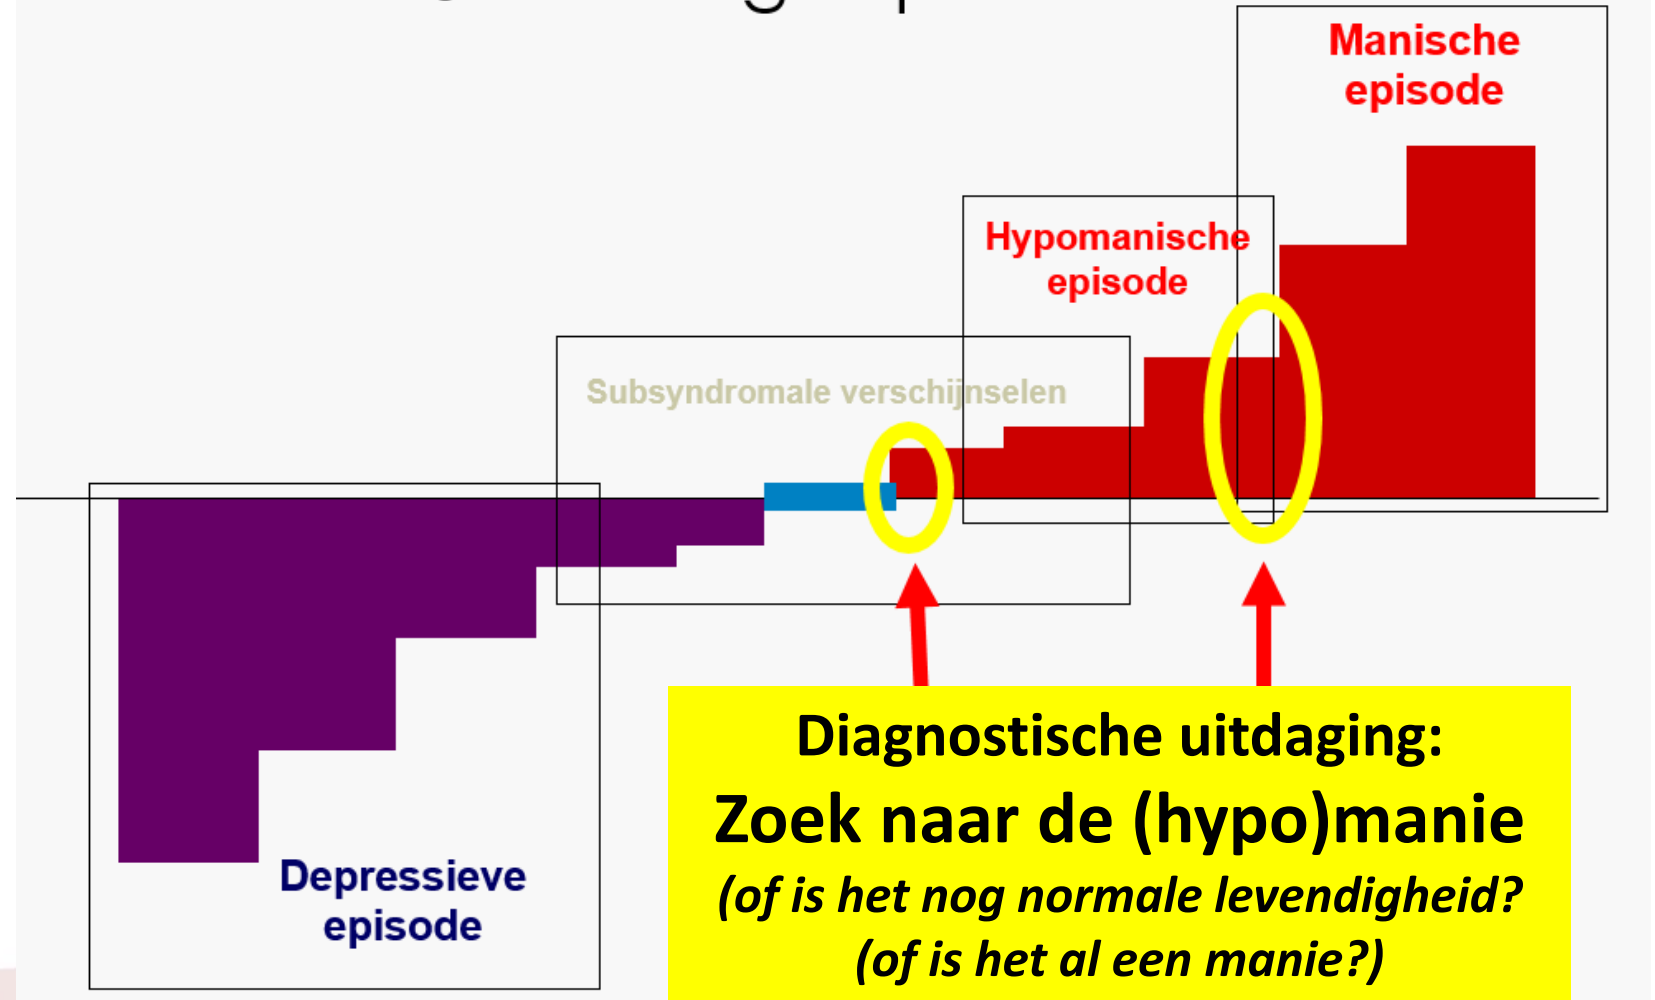 Manische
episode
Hypomanische
episode
Subsyndromale verschijnselen
Depressieve
episode
Diagnostische uitdaging:
Zoek naar de (hypo)manie
(of is het nog normale levendigheid?
(of is het al een manie?)